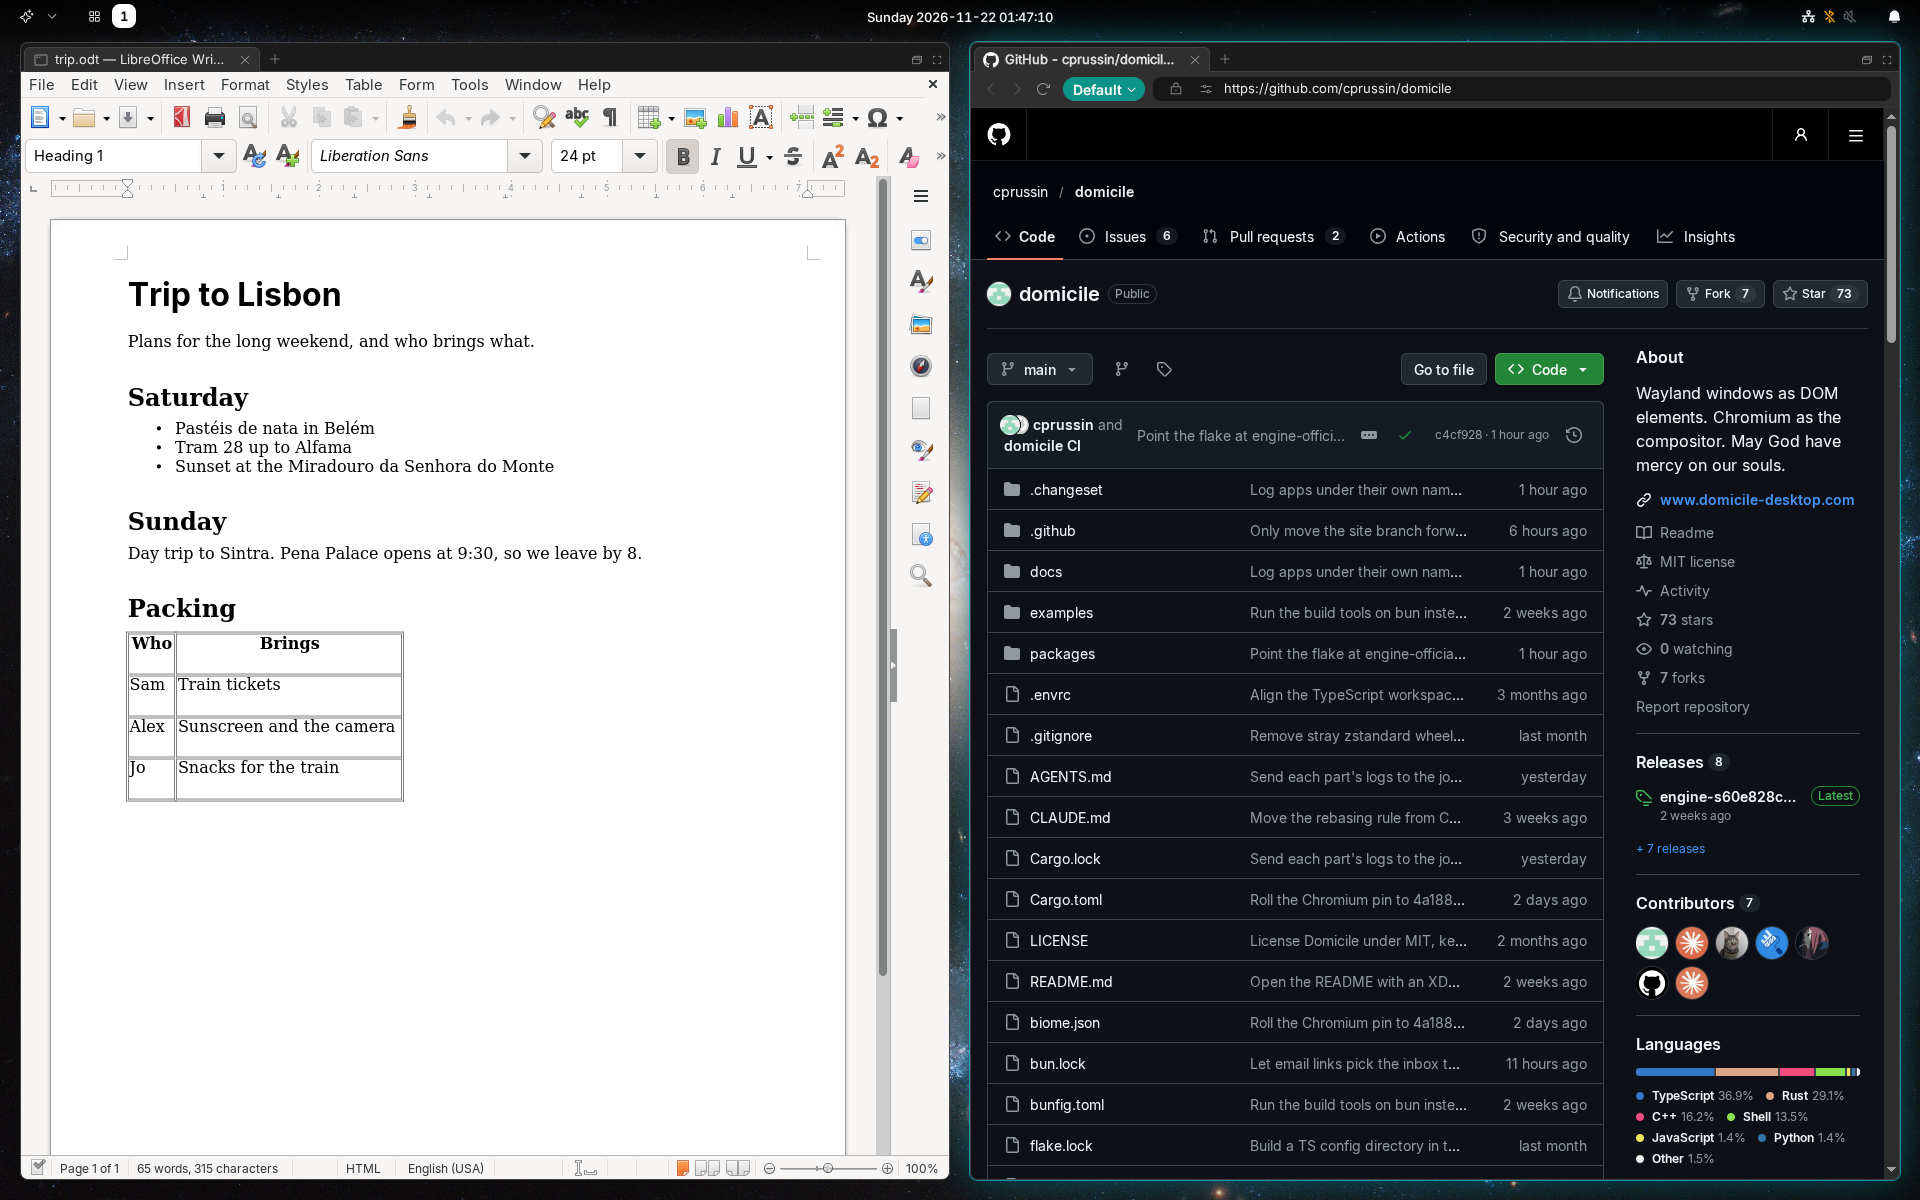 1
Sunday 2026-11-22 01:47:10
trip.odt — LibreOffice Wri...
File Edit View Insert Format Styles Table Form Tools Window Help
Heading 1
Liberation Sans
24 pt
1 2 3 4 5 6 7
Trip to Lisbon
Plans for the long weekend, and who brings what.
Saturday
• Pastéis de nata in Belém
• Tram 28 up to Alfama
• Sunset at the Miradouro da Senhora do Monte
Sunday
Day trip to Sintra. Pena Palace opens at 9:30, so we leave by 8.
Packing
Who Brings
Sam Train tickets
Alex Sunscreen and the camera
Jo Snacks for the train
Page 1 of 1 65 words, 315 characters HTML English (USA) 100%
GitHub - cprussin/domicil...
Default https://github.com/cprussin/domicile
cprussin / domicile
Code Issues 6 Pull requests 2 Actions Security and quality Insights
domicile Public Notifications Fork 7 Star 73
main Go to file Code
cprussin and domicile CI Point the flake at engine-offici... c4cf928 · 1 hour ago
.changeset Log apps under their own nam... 1 hour ago
.github Only move the site branch forw... 6 hours ago
docs Log apps under their own nam... 1 hour ago
examples Run the build tools on bun inste... 2 weeks ago
packages Point the flake at engine-officia... 1 hour ago
.envrc Align the TypeScript workspac... 3 months ago
.gitignore Remove stray zstandard wheel... last month
AGENTS.md Send each part's logs to the jo... yesterday
CLAUDE.md Move the rebasing rule from C... 3 weeks ago
Cargo.lock Send each part's logs to the jo... yesterday
Cargo.toml Roll the Chromium pin to 4a188... 2 days ago
LICENSE License Domicile under MIT, ke... 2 months ago
README.md Open the README with an XD... 2 weeks ago
biome.json Roll the Chromium pin to 4a188... 2 days ago
bun.lock Let email links pick the inbox t... 11 hours ago
bunfig.toml Run the build tools on bun inste... 2 weeks ago
flake.lock Build a TS config directory in t... last month
About
Wayland windows as DOM
elements. Chromium as the
compositor. May God have
mercy on our souls.
www.domicile-desktop.com
Readme
MIT license
Activity
73 stars
0 watching
7 forks
Report repository
Releases 8
engine-s60e828c... Latest
2 weeks ago
+ 7 releases
Contributors 7
Languages
TypeScript 36.9% Rust 29.1%
C++ 16.2% Shell 13.5%
JavaScript 1.4% Python 1.4%
Other 1.5%